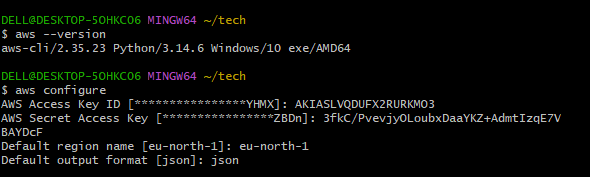 DELL@DESKTOP-5OHKCO6 MINGW64 ~/tech
$ aws --version
aws-cli/2.35.23 Python/3.14.6 Windows/10 exe/AMD64

DELL@DESKTOP-5OHKCO6 MINGW64 ~/tech
$ aws configure
AWS Access Key ID [****************YHMX]: AKIASLVQDUFX2RURKMO3
AWS Secret Access Key [****************ZBDn]: 3fkC/PvevjyOLoubxDaaYKZ+AdmtIzqE7V
BAYDcF
Default region name [eu-north-1]: eu-north-1
Default output format [json]: json